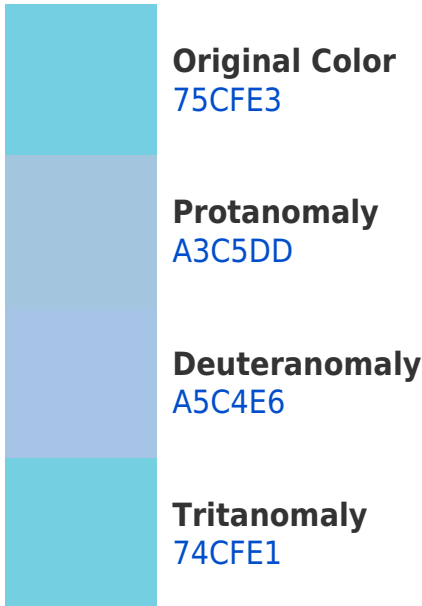 Original Color
75CFE3
Protanomaly
A3C5DD
Deuteranomaly
A5C4E6
Tritanomaly
74CFE1